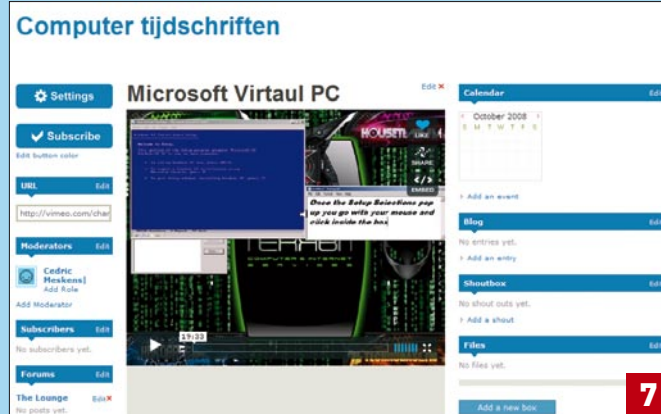 Computer tijdschriften
Settings
Subscribe
Edit button color
URL Edit
http://vimeo.com/char
Moderators Edit
Cedric
Meskens|
Add Role
Add Moderator
Subscribers Edit
No subscribers yet.
Forums Edit
The Lounge Edit
No posts yet.
Microsoft Virtaul PC
Edit
HOUSE
LIKE
SHARE
EMBED
Once the Setup Selections pop
up you go with your mouse and
click inside the box
COMPUTER & INTERNET
19:33
Calendar Edit
October 2008
S M T W T F S
Add an event
Blog Edit
No entries yet.
Add an entry
Shoutbox Edit
No shout outs yet.
Add a shout
Files Edit
No files yet.
Add a new box
7